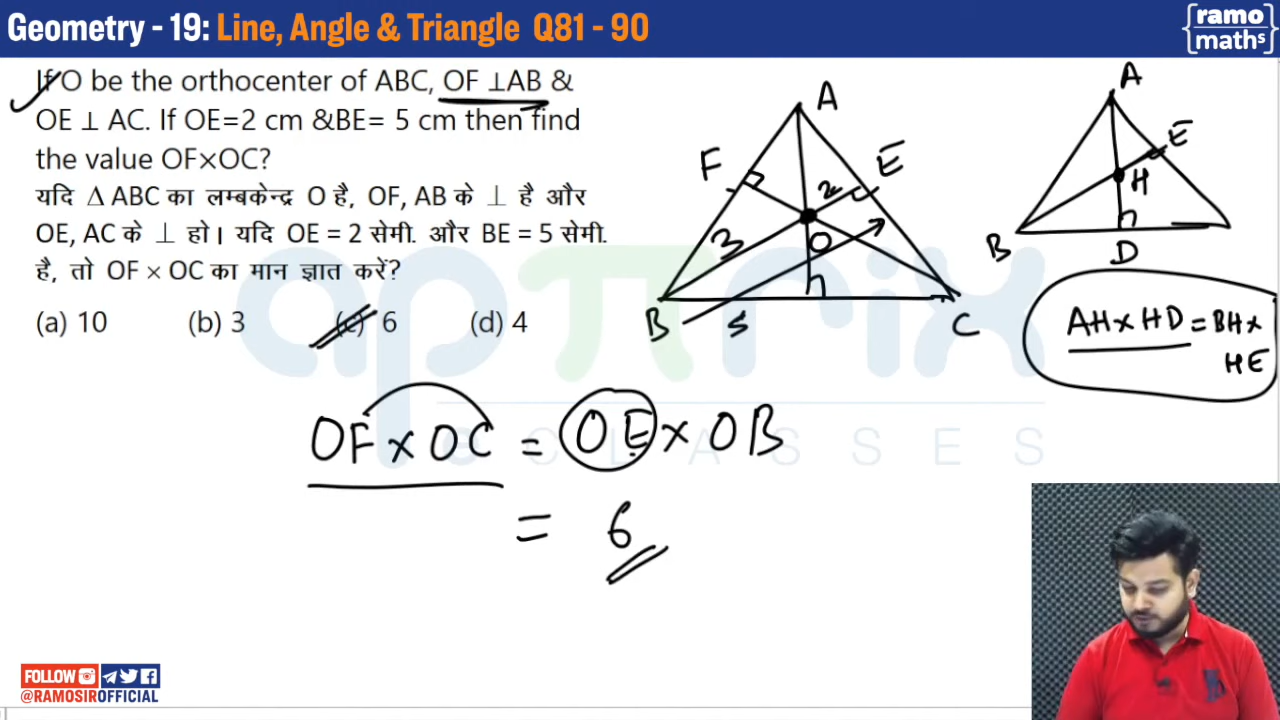 Geometry - 19: Line, Angle & Triangle Q81 - 90
ramo
maths
If O be the orthocenter of ABC, OF ⊥AB &
OE ⊥ AC. If OE=2 cm &BE= 5 cm then find
the value OF×OC?
यदि Δ ABC का लम्बकेन्द्र O है, OF, AB के ⊥ है और
OE, AC के ⊥ हो। यदि OE = 2 सेमी. और BE = 5 सेमी.
है, तो OF × OC का मान ज्ञात करें?
(a) 10 (b) 3 (c) 6 (d) 4
A
F
E
2
3
O
B
5
C
A
E
H
B
D
AH×HD = BH×
HE
OF×OC = OE × OB
= 6
aπrix
CLASSES
FOLLOW
@RAMOSIROFFICIAL